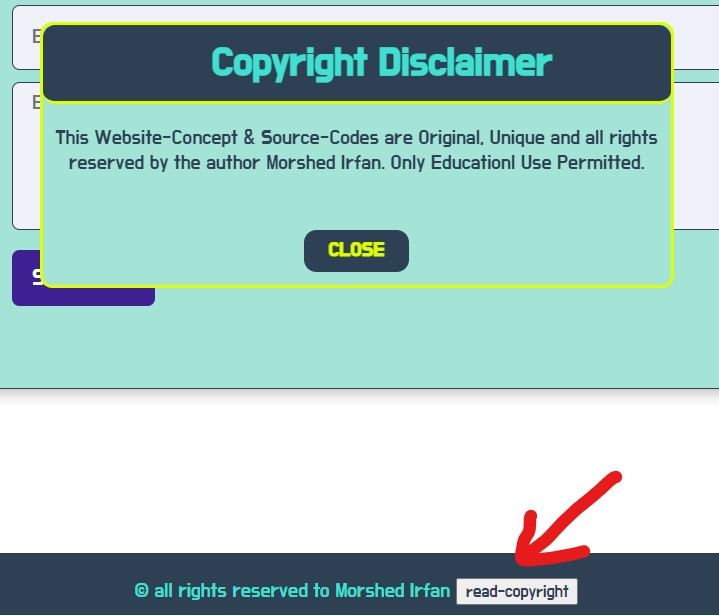 Copyright Disclaimer
This Website-Concept & Source-Codes are Original, Unique and all rights
reserved by the author Morshed Irfan. Only Educationl Use Permitted.
CLOSE
© all rights reserved to Morshed Irfan read-copyright